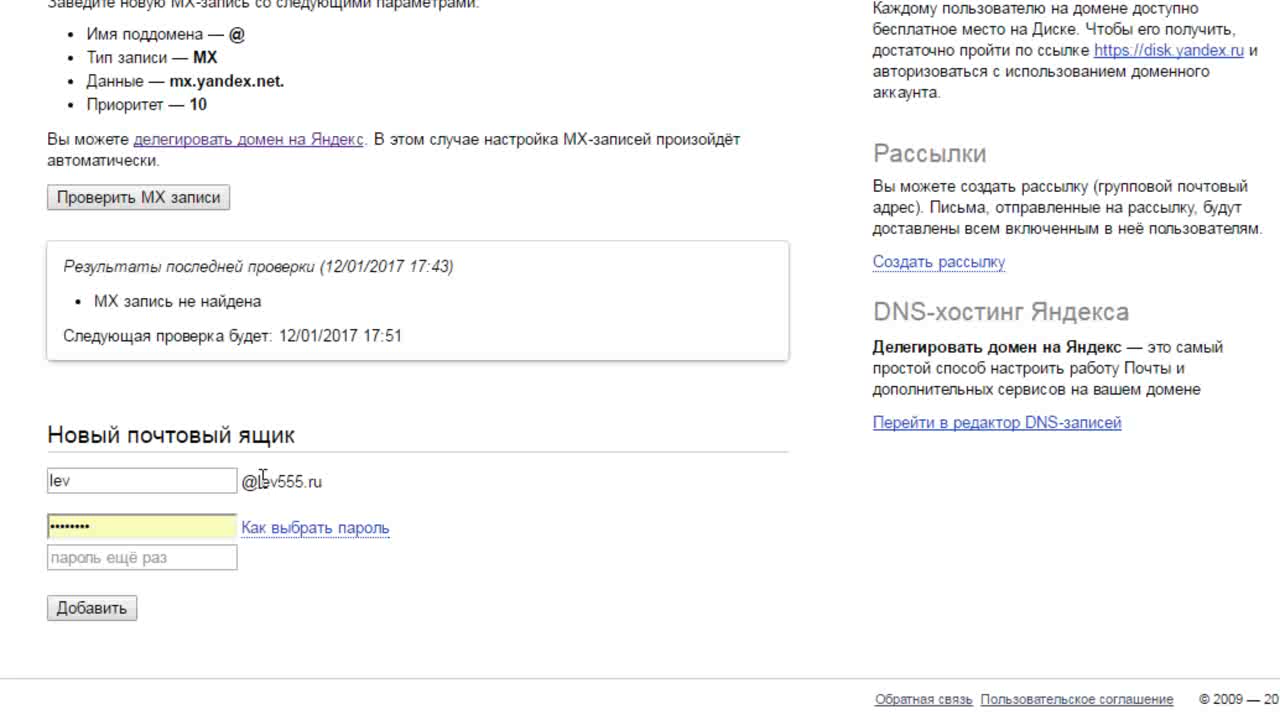 Заведите новую MX-запись со следующими параметрами:
• Имя поддомена — @
• Тип записи — MX
• Данные — mx.yandex.net.
• Приоритет — 10
Вы можете делегировать домен на Яндекс. В этом случае настройка MX-записей произойдёт
автоматически.
Проверить MX записи
Результаты последней проверки (12/01/2017 17:43)
• MX запись не найдена
Следующая проверка будет: 12/01/2017 17:51
Новый почтовый ящик
lev @lev555.ru
•••••••• Как выбрать пароль
пароль ещё раз
Добавить
Каждому пользователю на домене доступно
бесплатное место на Диске. Чтобы его получить,
достаточно пройти по ссылке https://disk.yandex.ru и
авторизоваться с использованием доменного
аккаунта.
Рассылки
Вы можете создать рассылку (групповой почтовый
адрес). Письма, отправленные на рассылку, будут
доставлены всем включенным в неё пользователям.
Создать рассылку
DNS-хостинг Яндекса
Делегировать домен на Яндекс — это самый
простой способ настроить работу Почты и
дополнительных сервисов на вашем домене
Перейти в редактор DNS-записей
Обратная связь Пользовательское соглашение © 2009 — 20